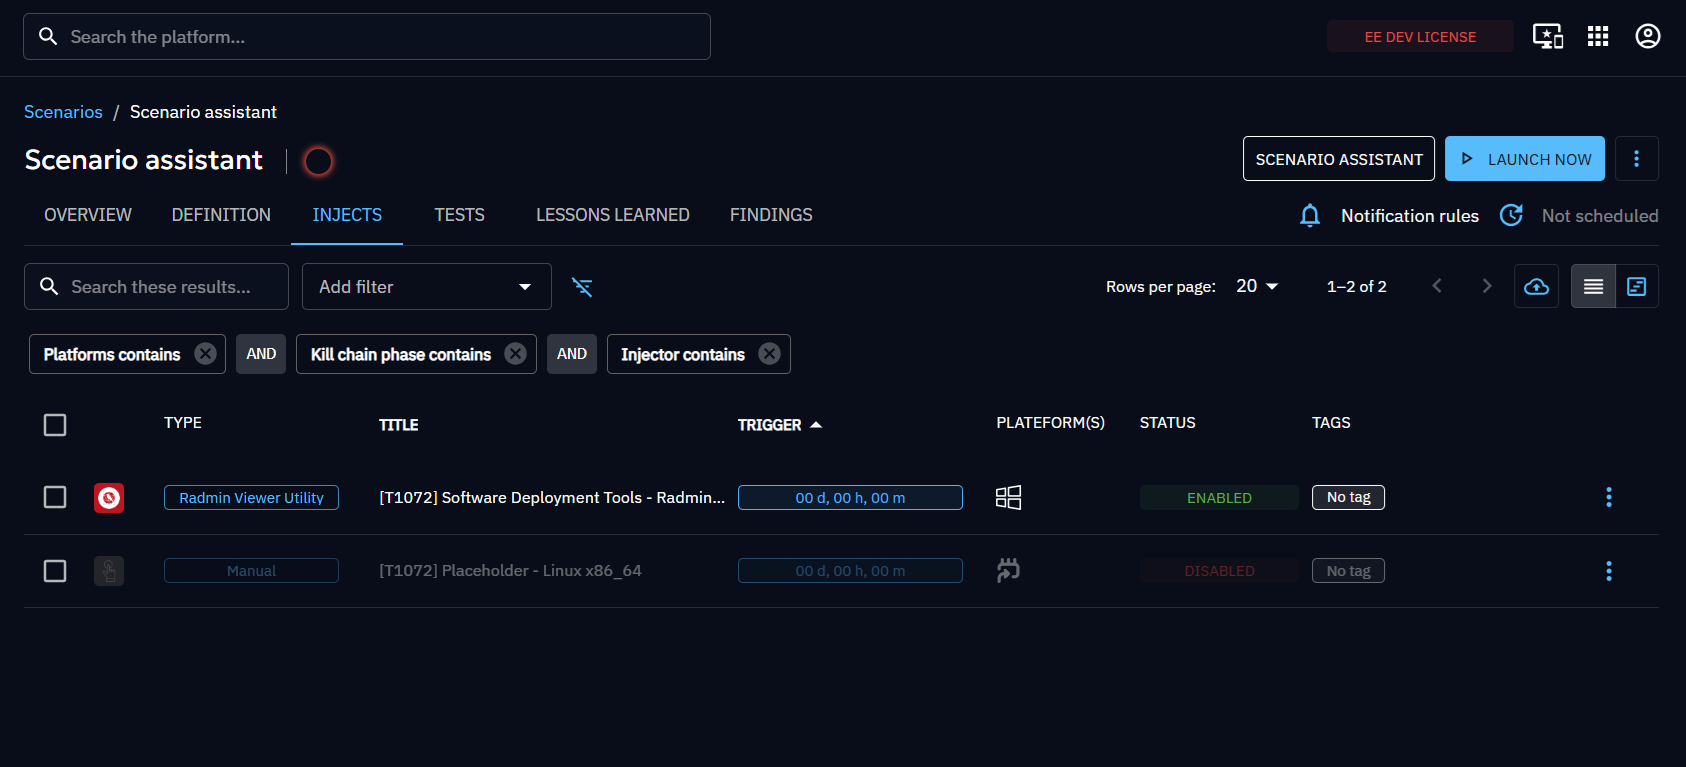 Search the platform...
EE DEV LICENSE
Scenarios / Scenario assistant
Scenario assistant
SCENARIO ASSISTANT
LAUNCH NOW
OVERVIEW DEFINITION INJECTS TESTS LESSONS LEARNED FINDINGS
Notification rules Not scheduled
Search these results... Add filter
Rows per page: 20 1–2 of 2
Platforms contains AND Kill chain phase contains AND Injector contains
TYPE TITLE TRIGGER PLATEFORM(S) STATUS TAGS
Radmin Viewer Utility [T1072] Software Deployment Tools - Radmin... 00 d, 00 h, 00 m ENABLED No tag
Manual [T1072] Placeholder - Linux x86_64 00 d, 00 h, 00 m DISABLED No tag